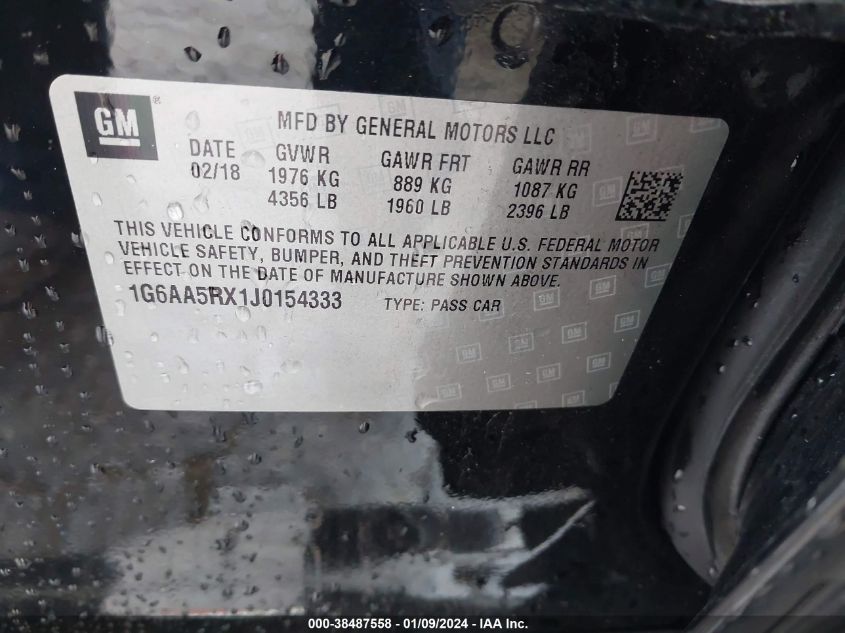 GM ®
MFD BY GENERAL MOTORS LLC
DATE GVWR GAWR FRT GAWR RR
02/18 1976 KG 889 KG 1087 KG
4356 LB 1960 LB 2396 LB
THIS VEHICLE CONFORMS TO ALL APPLICABLE U.S. FEDERAL MOTOR
VEHICLE SAFETY, BUMPER, AND THEFT PREVENTION STANDARDS IN
EFFECT ON THE DATE OF MANUFACTURE SHOWN ABOVE.
1G6AA5RX1J0154333 TYPE: PASS CAR
000-38487558 - 01/09/2024 - IAA Inc.